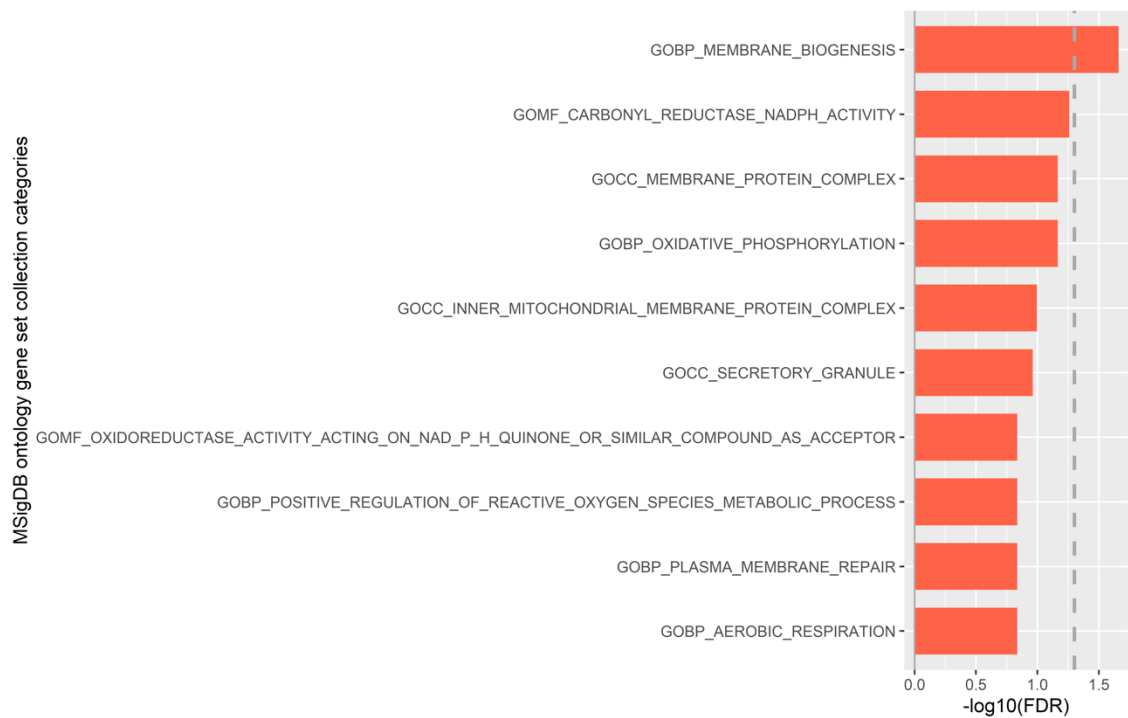 MSigDB ontology gene set collection categories
GOBP_MEMBRANE_BIOGENESIS
GOMF_CARBONYL_REDUCTASE_NADPH_ACTIVITY
GOCC_MEMBRANE_PROTEIN_COMPLEX
GOBP_OXIDATIVE_PHOSPHORYLATION
GOCC_INNER_MITOCHONDRIAL_MEMBRANE_PROTEIN_COMPLEX
GOCC_SECRETORY_GRANULE
GOMF_OXIDOREDUCTASE_ACTIVITY_ACTING_ON_NAD_P_H_QUINONE_OR_SIMILAR_COMPOUND_AS_ACCEPTOR
GOBP_POSITIVE_REGULATION_OF_REACTIVE_OXYGEN_SPECIES_METABOLIC_PROCESS
GOBP_PLASMA_MEMBRANE_REPAIR
GOBP_AEROBIC_RESPIRATION
0.0 0.5 1.0 1.5
-log10(FDR)